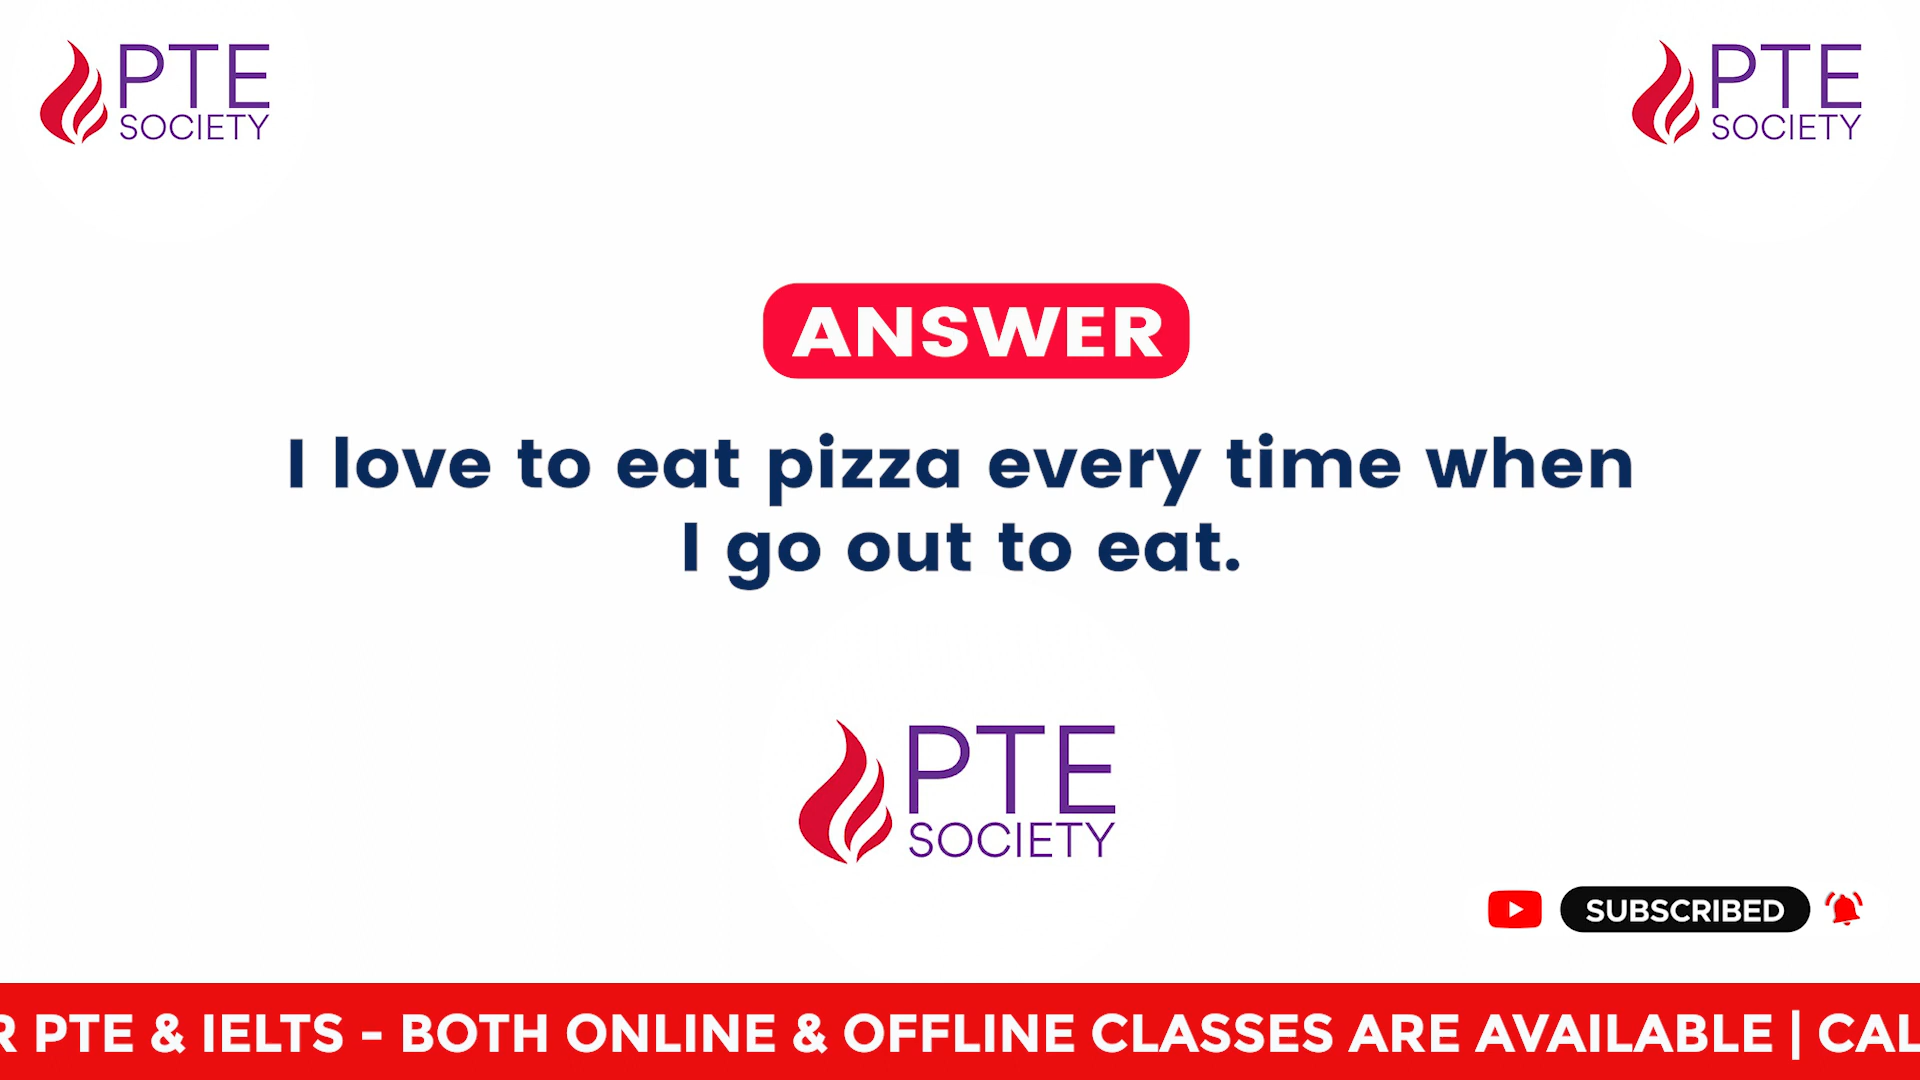 PTE
SOCIETY
PTE
SOCIETY
ANSWER
I love to eat pizza every time when
I go out to eat.
PTE
SOCIETY
SUBSCRIBED
R PTE & IELTS - BOTH ONLINE & OFFLINE CLASSES ARE AVAILABLE | CAL